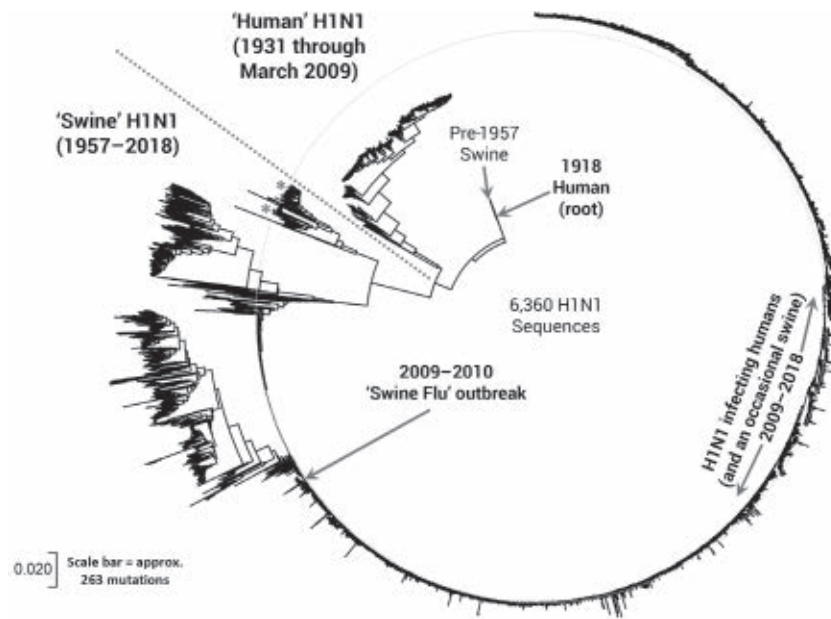 ‘Human’ H1N1
(1931 through
March 2009)
‘Swine’ H1N1
(1957–2018)
Pre-1957
Swine
1918
Human
(root)
6,360 H1N1
Sequences
2009–2010
‘Swine Flu’ outbreak
H1N1 infecting humans
(and an occasional swine)
2009–2018
0.020
Scale bar = approx.
263 mutations